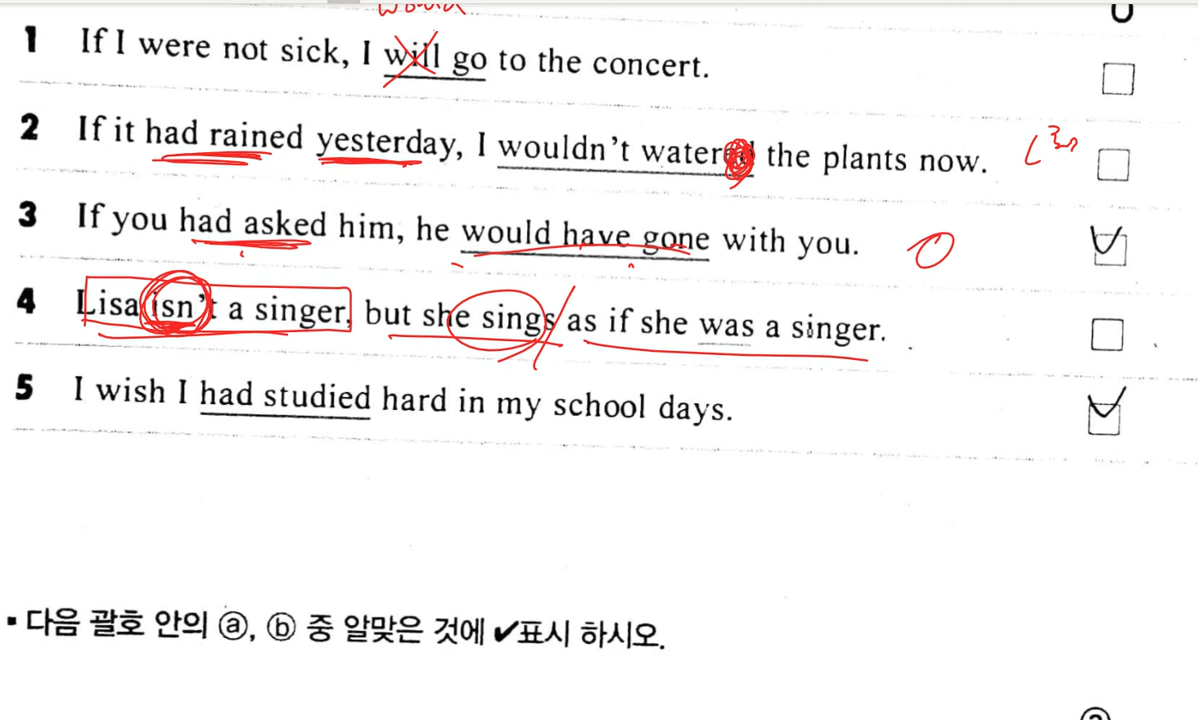 would
1 If I were not sick, I will go to the concert.
2 If it had rained yesterday, I wouldn't water the plants now.
3 If you had asked him, he would have gone with you.
4 Lisa isn't a singer, but she sings as if she was a singer.
5 I wish I had studied hard in my school days.
▪ 다음 괄호 안의 ⓐ, ⓑ 중 알맞은 것에 ✔표시 하시오.